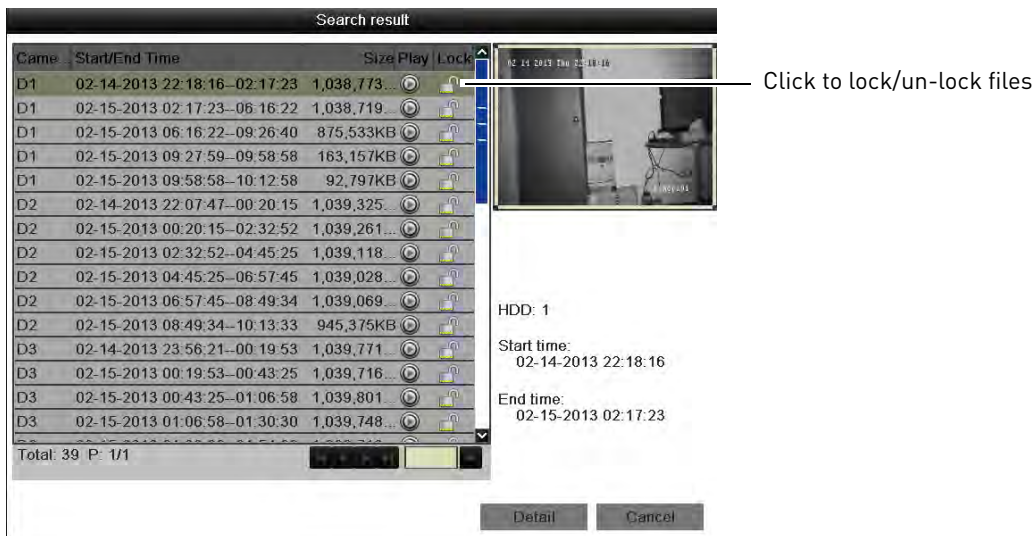 Search result
Came... Start/End Time Size Play Lock
D1 02-14-2013 22:18:16--02:17:23 1,038,773...
D1 02-15-2013 02:17:23--06:16:22 1,038,719...
D1 02-15-2013 06:16:22--09:26:40 875,533KB
D1 02-15-2013 09:27:59--09:58:58 163,157KB
D1 02-15-2013 09:58:58--10:12:58 92,797KB
D2 02-14-2013 22:07:47--00:20:15 1,039,325...
D2 02-15-2013 00:20:15--02:32:52 1,039,261...
D2 02-15-2013 02:32:52--04:45:25 1,039,118...
D2 02-15-2013 04:45:25--06:57:45 1,039,028...
D2 02-15-2013 06:57:45--08:49:34 1,039,069...
D2 02-15-2013 08:49:34--10:13:33 945,375KB
D3 02-14-2013 23:56:21--00:19:53 1,039,771...
D3 02-15-2013 00:19:53--00:43:25 1,039,716...
D3 02-15-2013 00:43:25--01:06:58 1,039,801...
D3 02-15-2013 01:06:58--01:30:30 1,039,748...
Total: 39 P: 1/1
02 14 2013 Thu 22:18:16
Click to lock/un-lock files
HDD: 1
Start time:
02-14-2013 22:18:16
End time:
02-15-2013 02:17:23
Detail Cancel